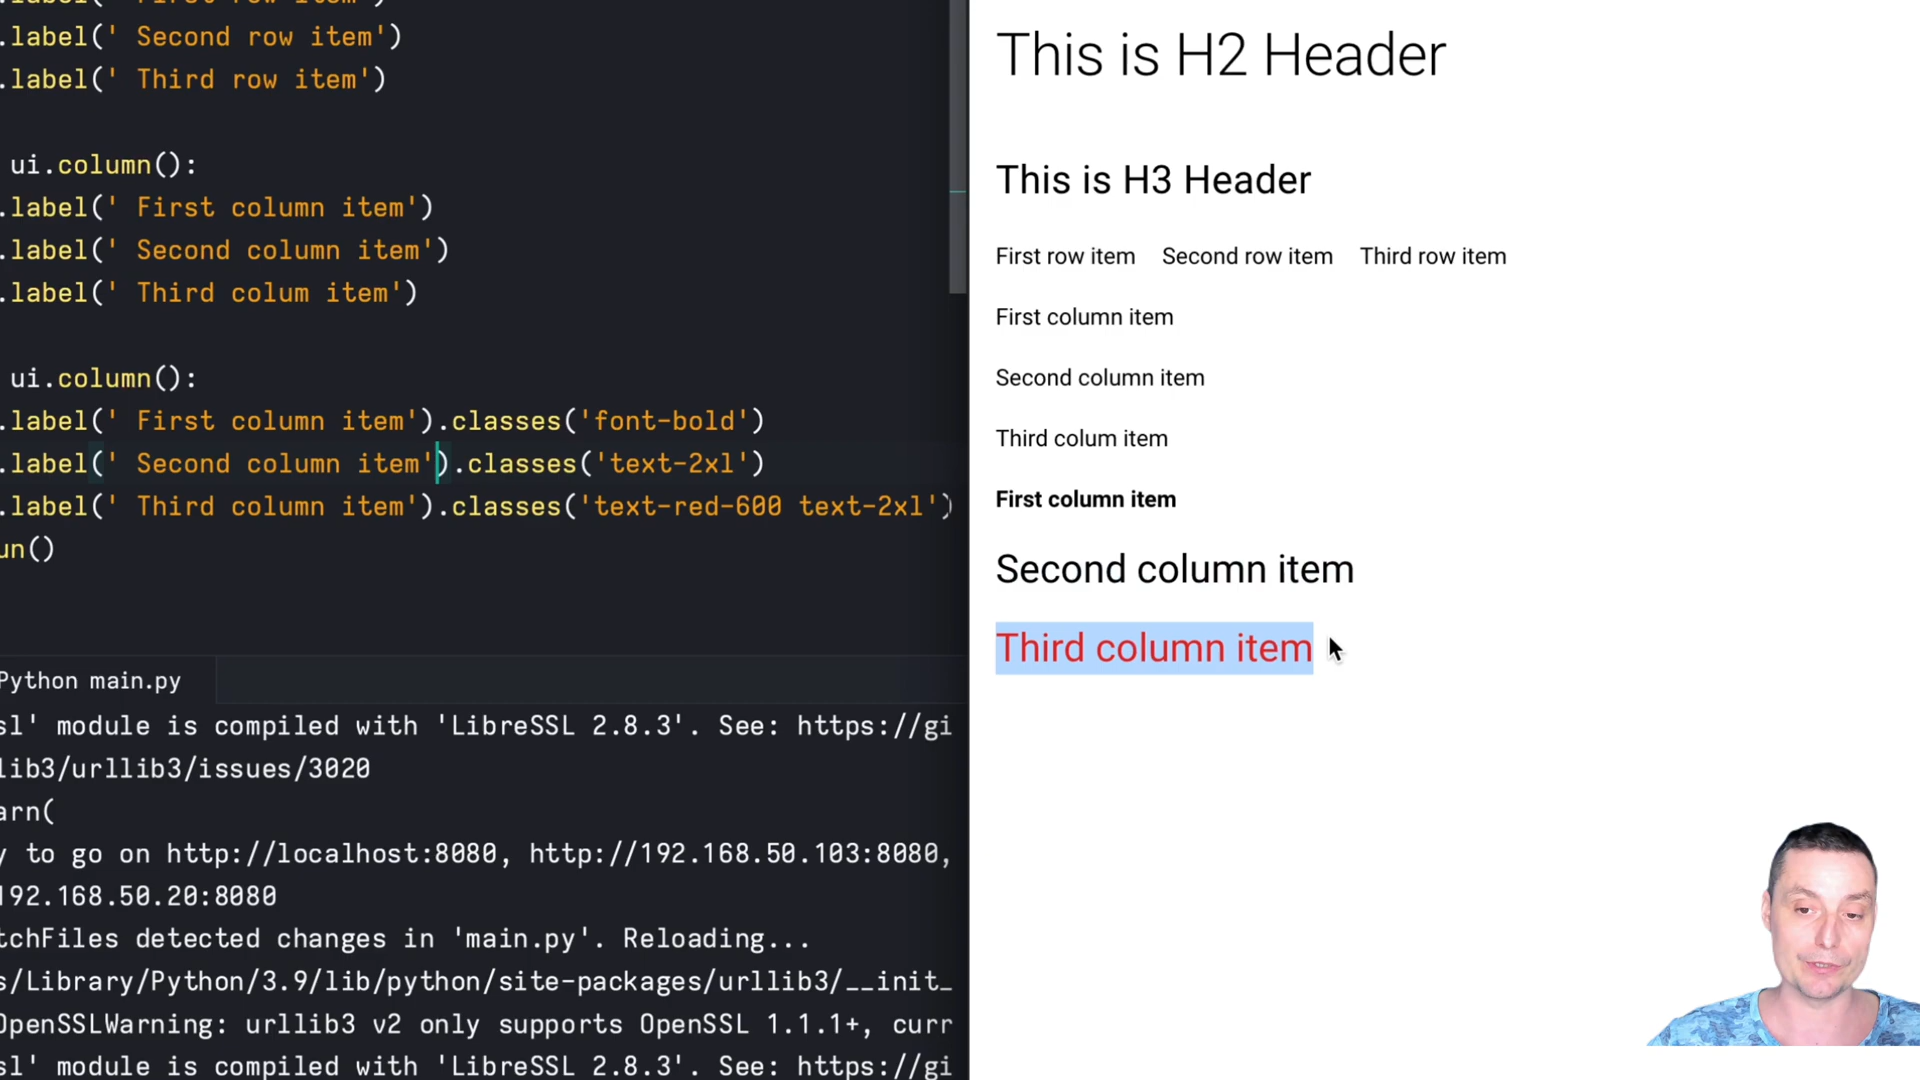 .label(' Second row item')
.label(' Third row item')
ui.column():
.label(' First column item')
.label(' Second column item')
.label(' Third colum item')
ui.column():
.label(' First column item').classes('font-bold')
.label(' Second column item').classes('text-2xl')
.label(' Third column item').classes('text-red-600 text-2xl')
un()
Python main.py
sl' module is compiled with 'LibreSSL 2.8.3'. See: https://gi
lib3/urllib3/issues/3020
arn(
y to go on http://localhost:8080, http://192.168.50.103:8080,
192.168.50.20:8080
tchFiles detected changes in 'main.py'. Reloading...
s/Library/Python/3.9/lib/python/site-packages/urllib3/__init_
OpenSSLWarning: urllib3 v2 only supports OpenSSL 1.1.1+, curr
sl' module is compiled with 'LibreSSL 2.8.3'. See: https://gi
This is H2 Header
This is H3 Header
First row item Second row item Third row item
First column item
Second column item
Third colum item
First column item
Second column item
Third column item